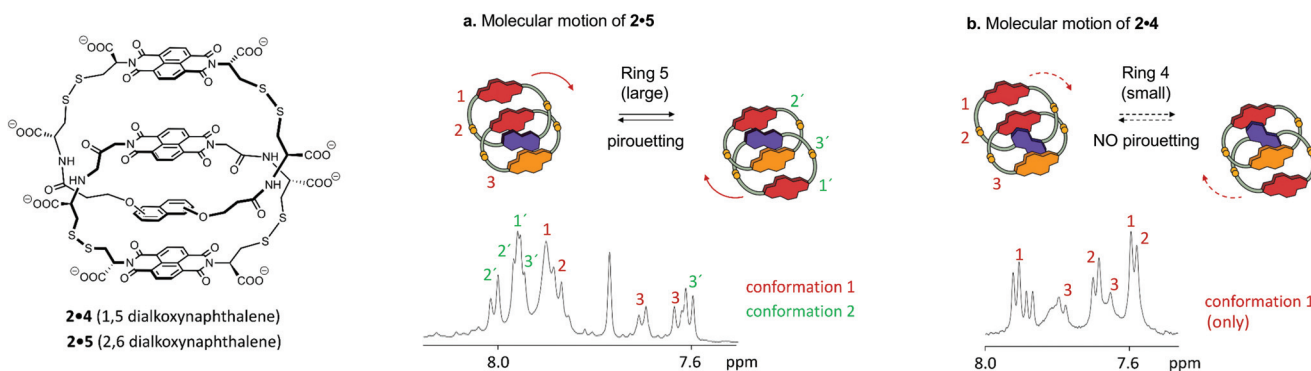 COO⊖
⊖OOC
O
O
O
O
N
N
S
S
S
S
⊖OOC
NH
O
O
O
O
O
O
N
N
HN
COO⊖
NH
HN
COO⊖
⊖OOC
O
O
O
O
S
S
S
S
O
O
O
O
N
N
⊖OOC
COO⊖
2•4 (1,5 dialkoxynaphthalene)
2•5 (2,6 dialkoxynaphthalene)
a. Molecular motion of 2•5
1
2
3
Ring 5
(large)
pirouetting
2´
3´
1´
2´
2´
1´
3´
1
2
3
3
3´
conformation 1
conformation 2
8.0
7.6
ppm
b. Molecular motion of 2•4
1
2
3
Ring 4
(small)
NO pirouetting
1
3
2
3
1
2
conformation 1
(only)
8.0
7.6
ppm